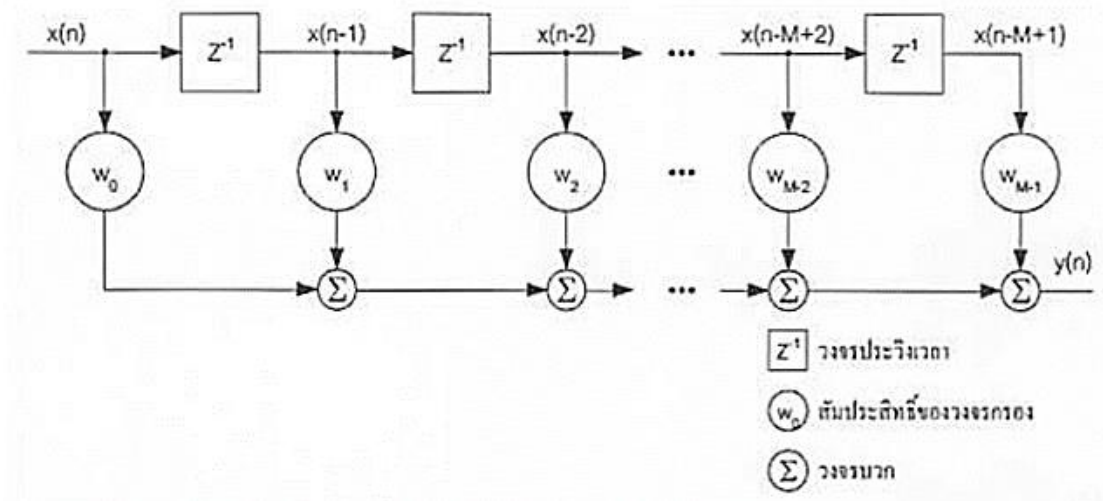 x(n) x(n-1) x(n-2) ... x(n-M+2) x(n-M+1)
Z⁻¹ Z⁻¹ Z⁻¹
w₀ w₁ w₂ ... w_M-2 w_M-1
y(n)
Σ Σ ... Σ Σ
Z⁻¹ วงจรประวิงเวลา
w₀ สัมประสิทธิ์ของวงจรกรอง
Σ วงจรบวก